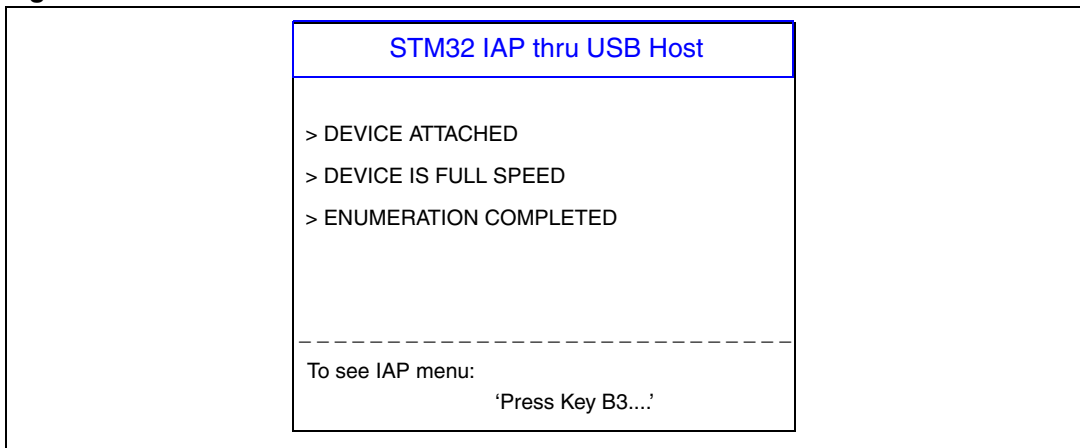 STM32 IAP thru USB Host
> DEVICE ATTACHED
> DEVICE IS FULL SPEED
> ENUMERATION COMPLETED
To see IAP menu:
‘Press Key B3....’